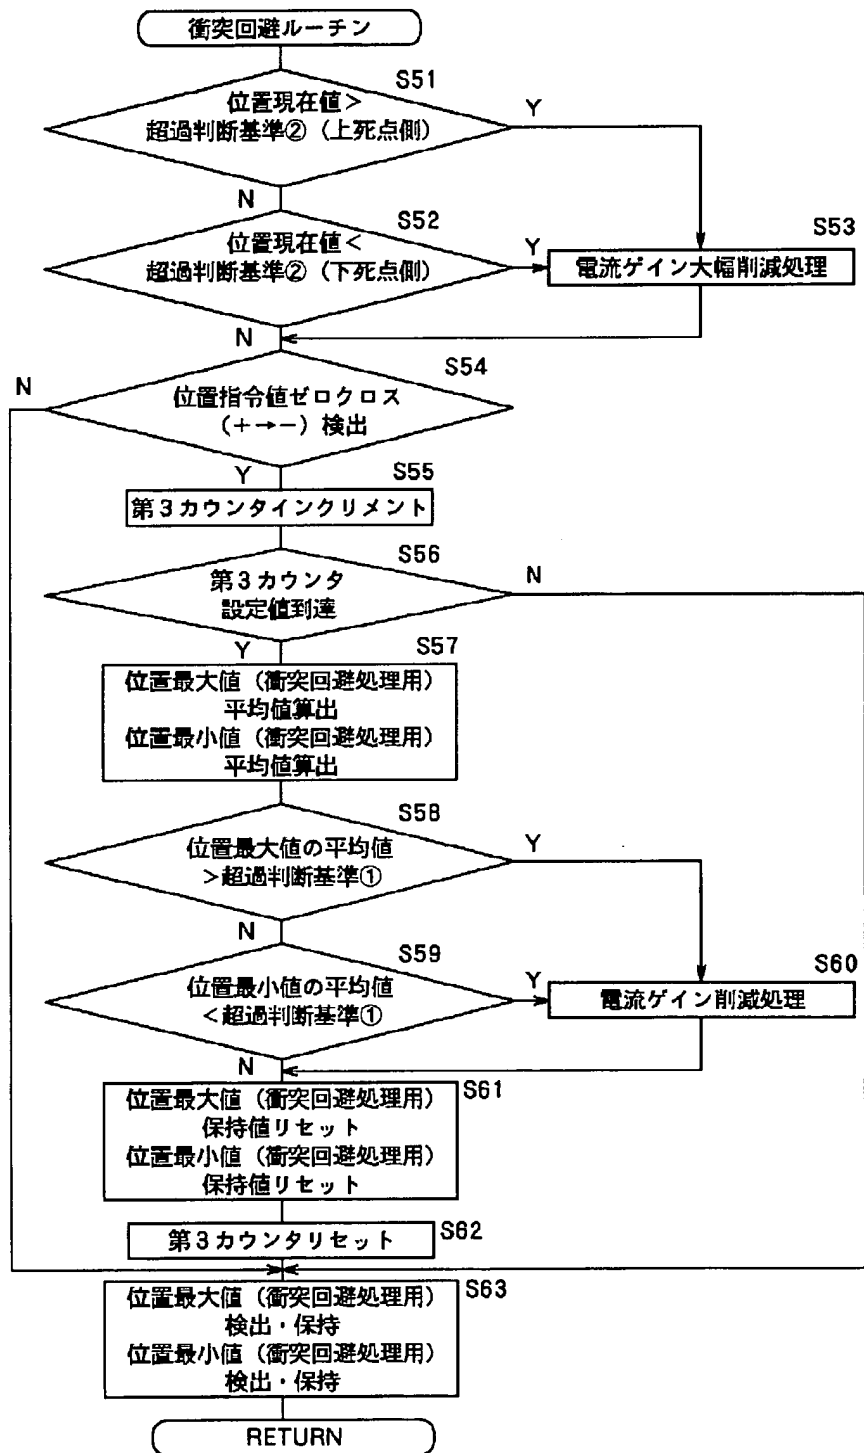 衝突回避ルーチン
S51
位置現在値＞
超過判断基準②（上死点側）
Y
N
S52
位置現在値＜
超過判断基準②（下死点側）
Y
S53
電流ゲイン大幅削減処理
N
S54
N
位置指令値ゼロクロス
（＋→－）検出
Y
S55
第３カウンタインクリメント
S56
第３カウンタ
設定値到達
N
Y
S57
位置最大値（衝突回避処理用）
平均値算出
位置最小値（衝突回避処理用）
平均値算出
S58
位置最大値の平均値
＞超過判断基準①
Y
N
S59
位置最小値の平均値
＜超過判断基準①
Y
S60
電流ゲイン削減処理
N
S61
位置最大値（衝突回避処理用）
保持値リセット
位置最小値（衝突回避処理用）
保持値リセット
第３カウンタリセット
S62
S63
位置最大値（衝突回避処理用）
検出・保持
位置最小値（衝突回避処理用）
検出・保持
RETURN